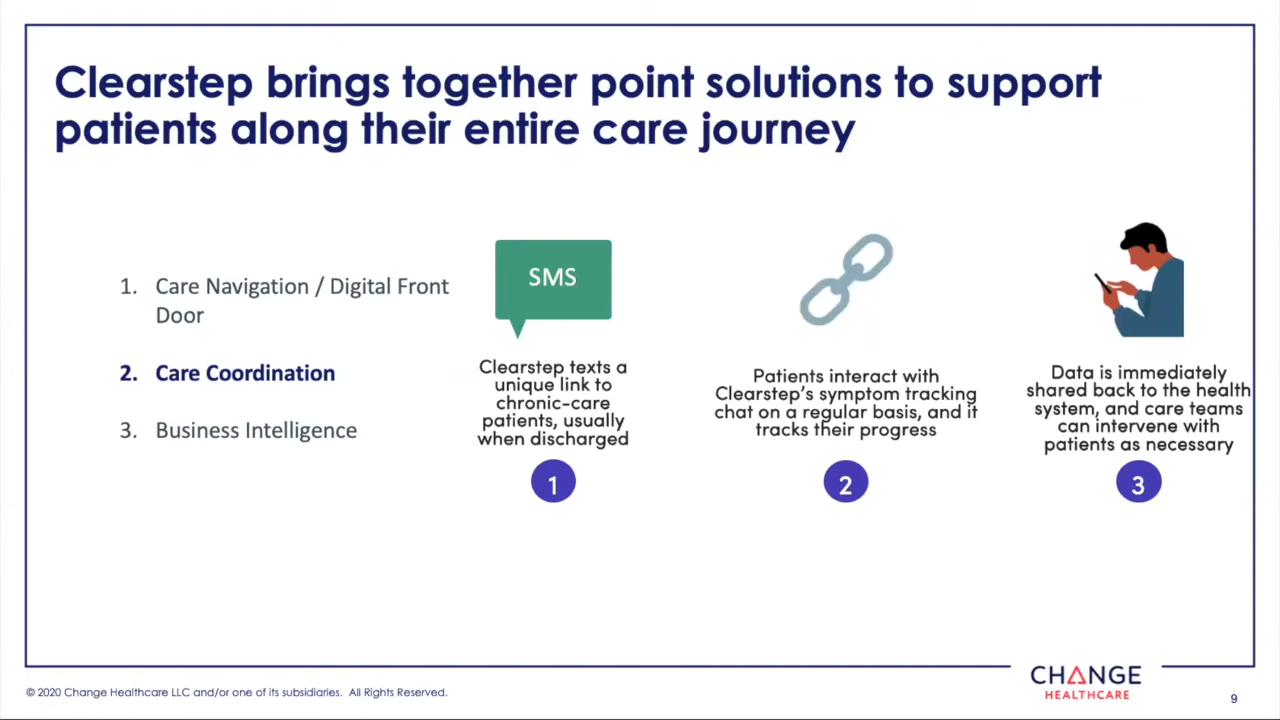 Clearstep brings together point solutions to support
patients along their entire care journey
1. Care Navigation / Digital Front
Door
2. Care Coordination
3. Business Intelligence
SMS
Clearstep texts a
unique link to
chronic-care
patients, usually
when discharged
1
Patients interact with
Clearstep's symptom tracking
chat on a regular basis, and it
tracks their progress
2
Data is immediately
shared back to the health
system, and care teams
can intervene with
patients as necessary
3
© 2020 Change Healthcare LLC and/or one of its subsidiaries. All Rights Reserved.
CHANGE
HEALTHCARE
9